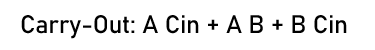 Carry-Out: A Cin + A B + B Cin